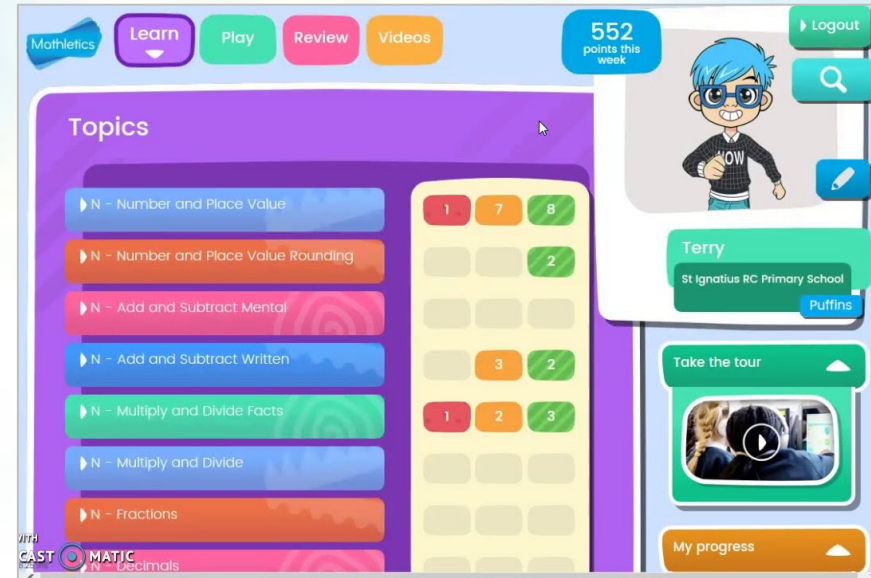 Mathletics
Learn
Play
Review
Videos
552
points this
week
Logout
NOW
Topics
N - Number and Place Value
1 7 8
N - Number and Place Value Rounding
2
N - Add and Subtract Mental
N - Add and Subtract Written
3 2
N - Multiply and Divide Facts
1 2 3
N - Multiply and Divide
N - Fractions
N - Decimals
Terry
St Ignatius RC Primary School
Puffins
Take the tour
My progress
WITH
CAST MATIC